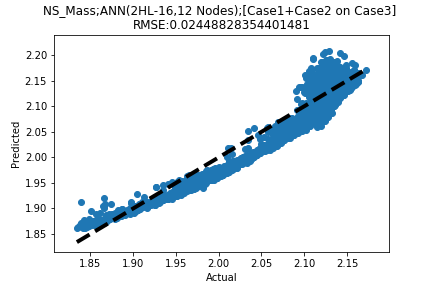 NS_Mass;ANN(2HL-16,12 Nodes);[Case1+Case2 on Case3]
RMSE:0.02448828354401481
2.20
2.15
2.10
2.05
2.00
1.95
1.90
1.85
Predicted
1.85 1.90 1.95 2.00 2.05 2.10 2.15
Actual